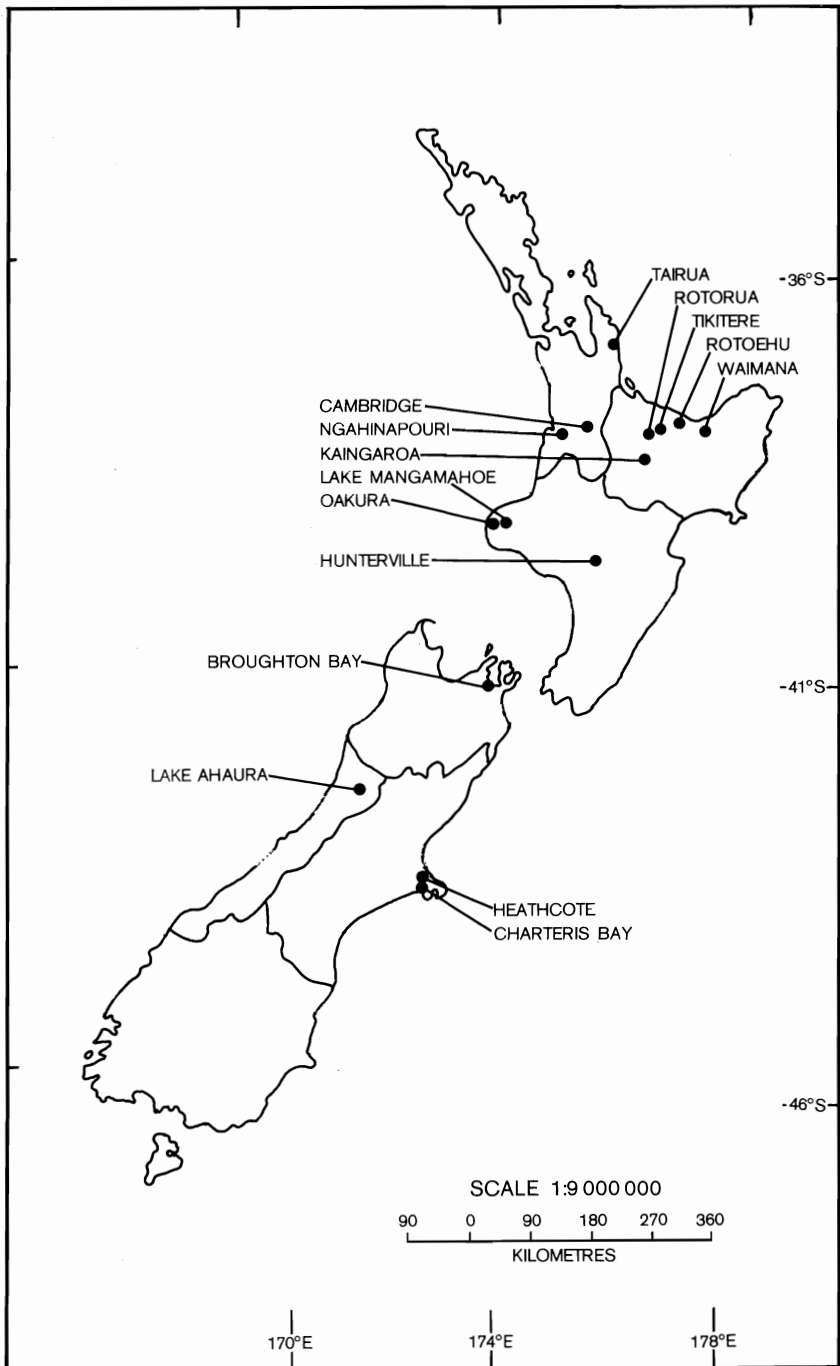 -36°S
TAIRUA
ROTORUA
TIKITERE
ROTOEHU
WAIMANA
CAMBRIDGE
NGAHINAPOURI
KAINGAROA
LAKE MANGAMAHOE
OAKURA
HUNTERVILLE
BROUGHTON BAY
-41°S
LAKE AHAURA
HEATHCOTE
CHARTERIS BAY
-46°S
SCALE 1:9 000 000
90 0 90 180 270 360
KILOMETRES
170°E 174°E 178°E